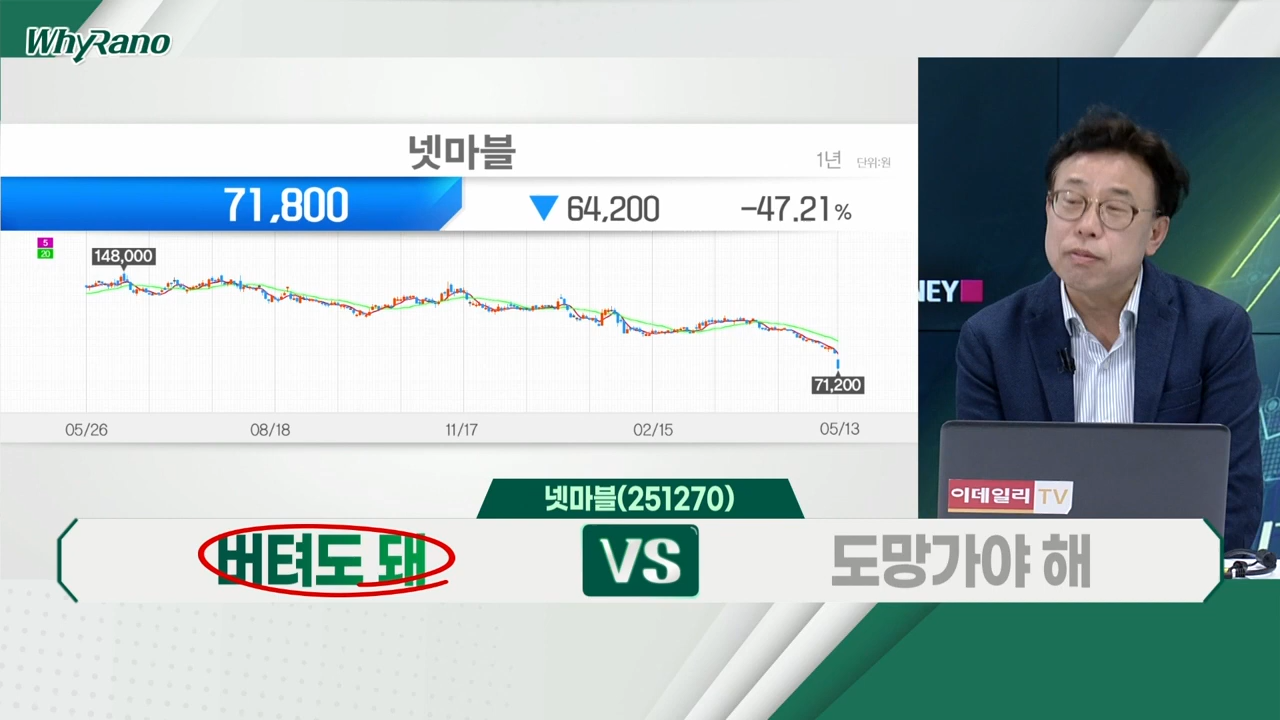 WhyRano
넷마블
1년 단위:원
71,800 ▼ 64,200 -47.21%
5
20
148,000
71,200
05/26 08/18 11/17 02/15 05/13
NEY
이데일리 TV
넷마블(251270)
버텨도 돼 VS 도망가야 해